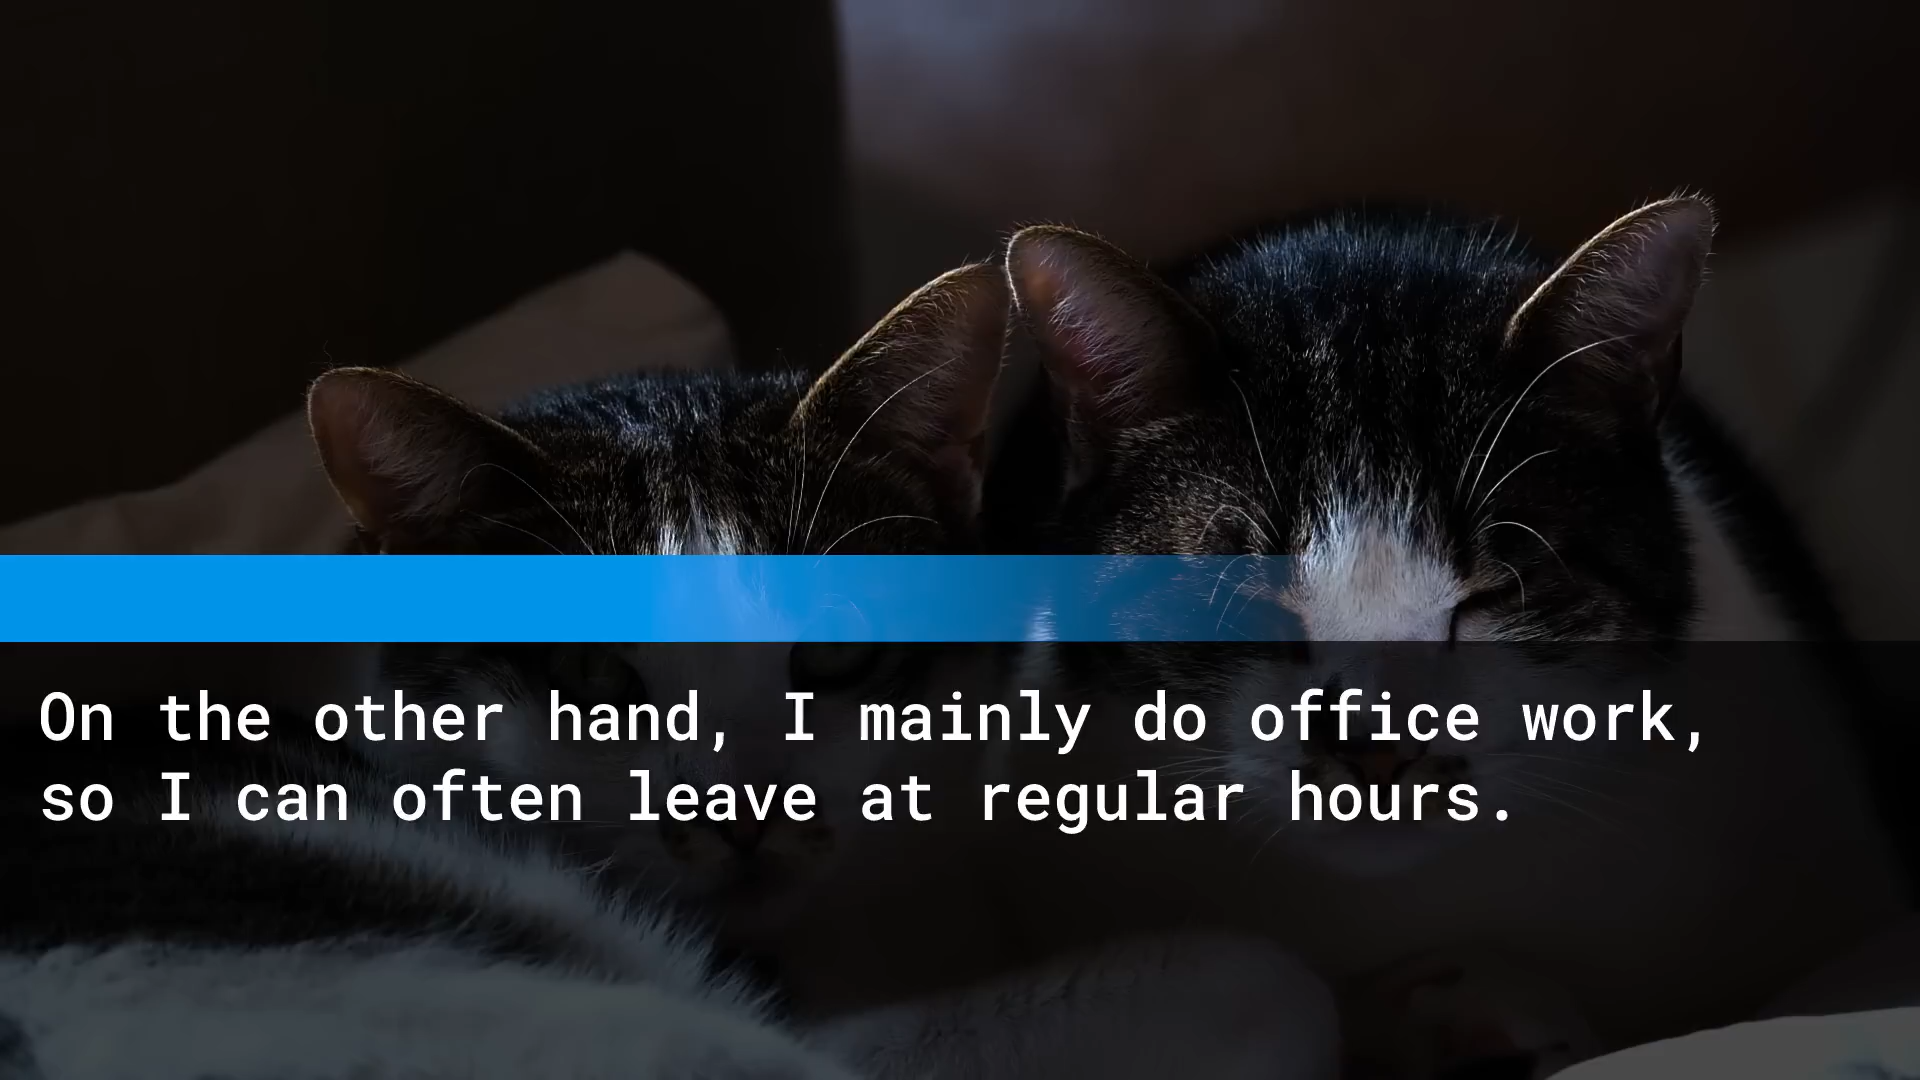 On the other hand, I mainly do office work,
so I can often leave at regular hours.